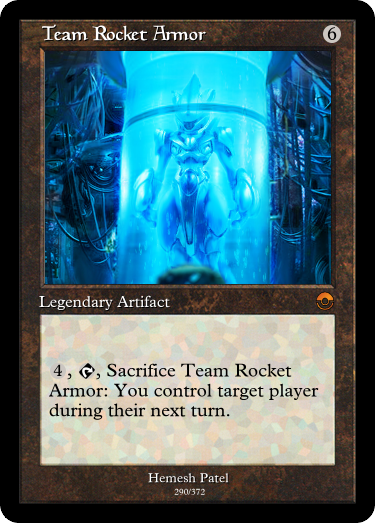 Team Rocket Armor 6
Legendary Artifact
4 , , Sacrifice Team Rocket
Armor: You control target player
during their next turn.
Hemesh Patel
290/372